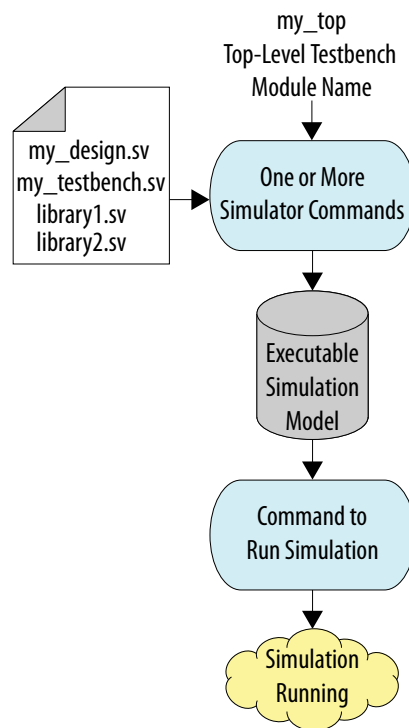 my_top
Top-Level Testbench
Module Name
my_design.sv
my_testbench.sv
library1.sv
library2.sv
One or More
Simulator Commands
Executable
Simulation
Model
Command to
Run Simulation
Simulation
Running